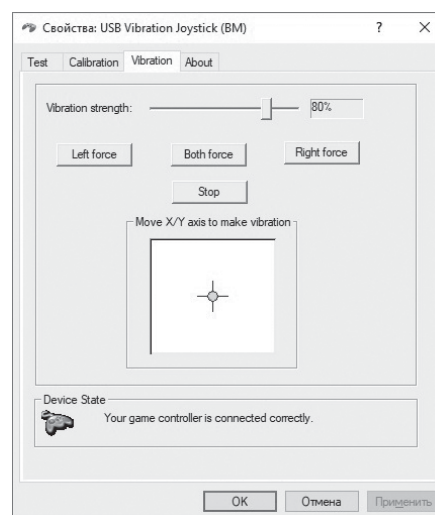 Свойства: USB Vibration Joystick (BM) ? X
Test Calibration Vibration About
Vibration strength: 80%
Left force Both force Right force
Stop
Move X/Y axis to make vibration
Device State
Your game controller is connected correctly.
OK Отмена Применить